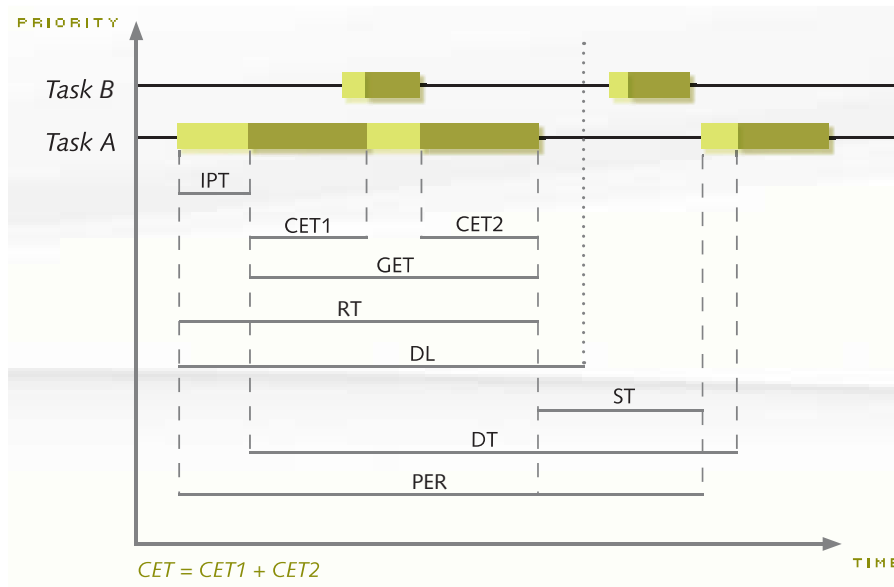 PRIORITY
Task B
Task A
IPT
CET1 CET2
GET
RT
DL
ST
DT
PER
TIME
CET = CET1 + CET2